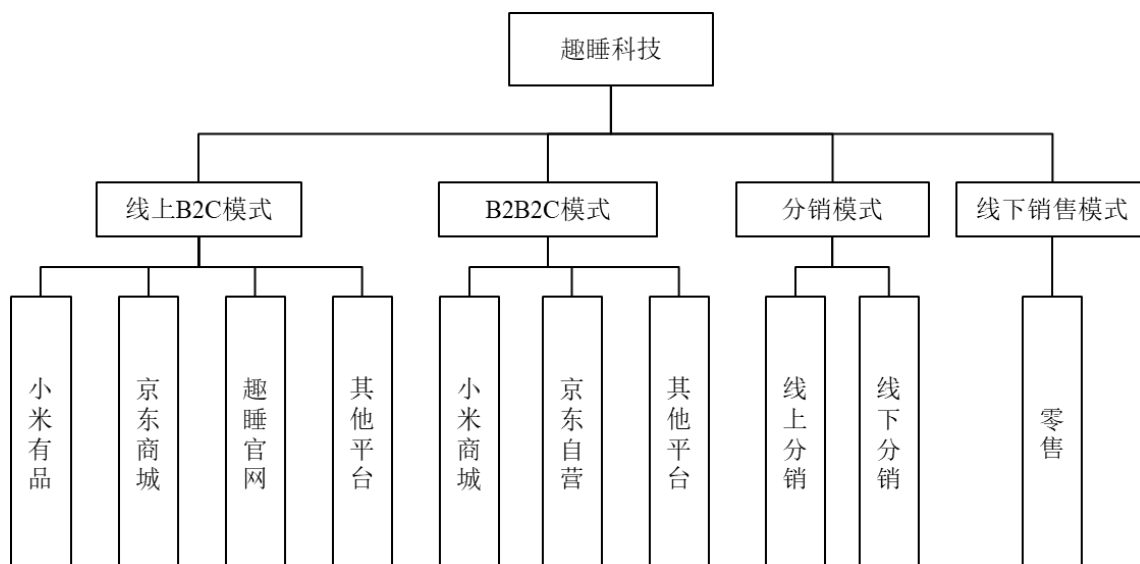 趣睡科技
线上B2C模式
B2B2C模式
分销模式
线下销售模式
小米有品
京东商城
趣睡官网
其他平台
小米商城
京东自营
其他平台
线上分销
线下分销
零售